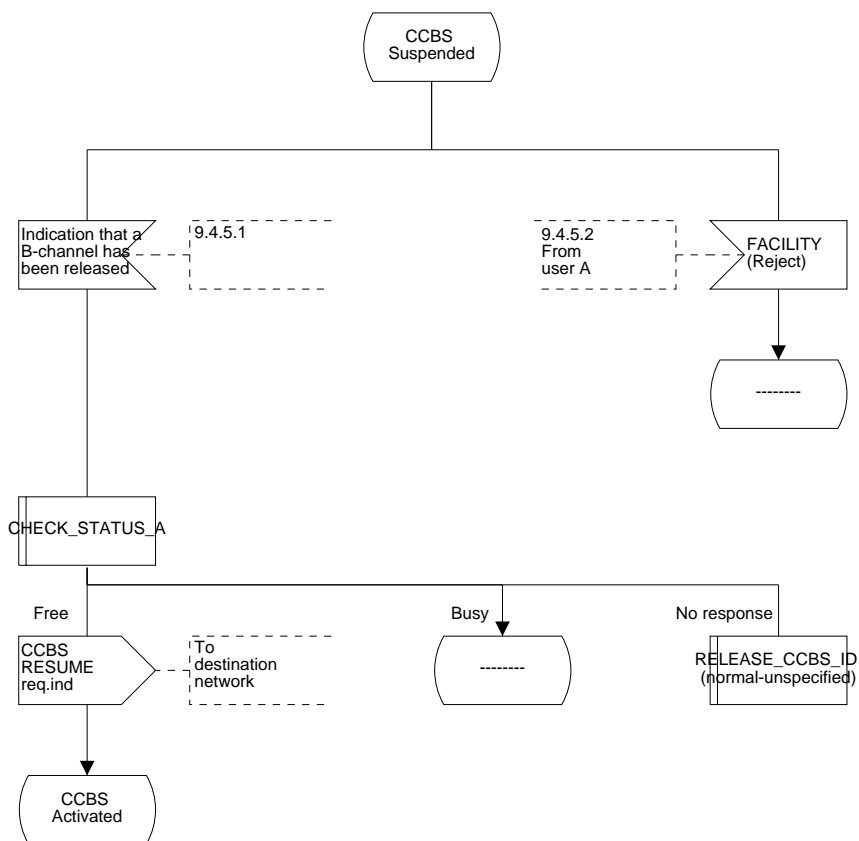 CCBS
Suspended
Indication that a
B-channel has
been released
9.4.5.1
9.4.5.2
From
user A
FACILITY
(Reject)
--------
CHECK_STATUS_A
Free
Busy
No response
CCBS
RESUME
req.ind
To
destination
network
--------
RELEASE_CCBS_ID
(normal-unspecified)
CCBS
Activated